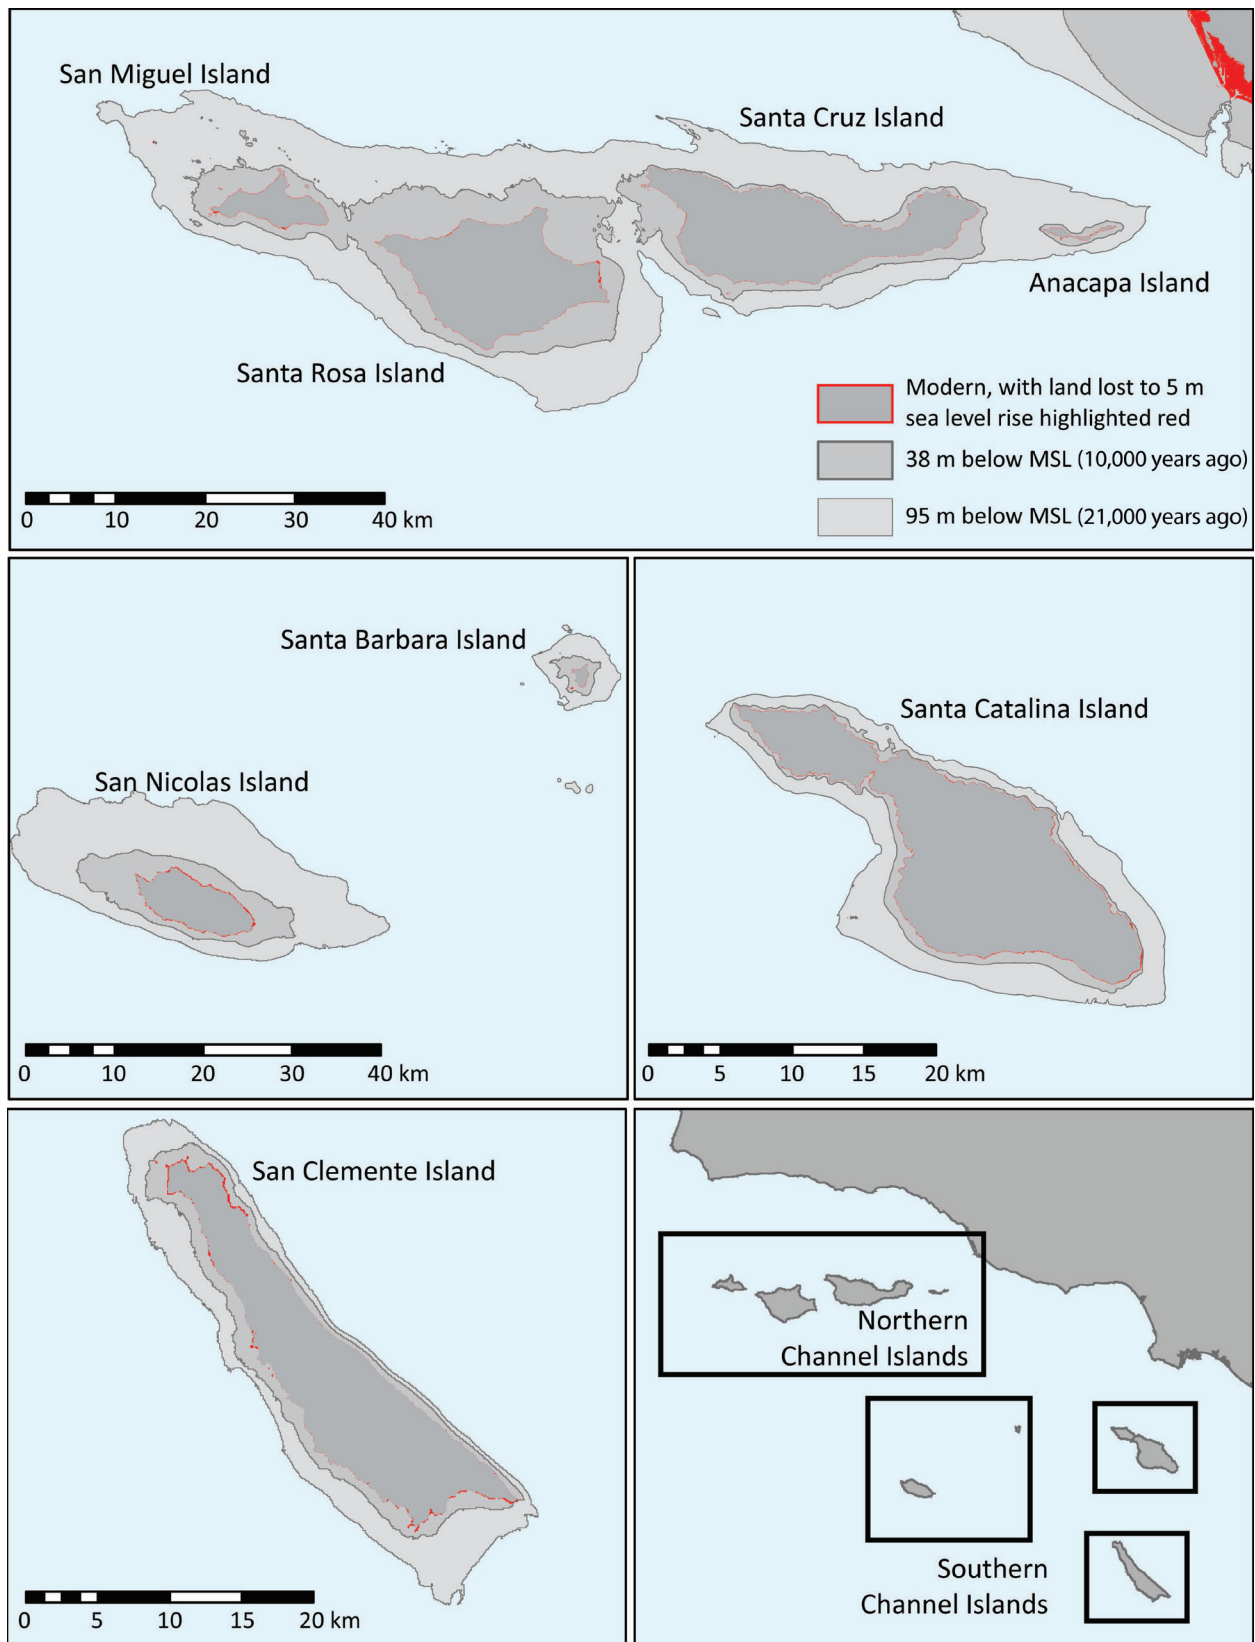 San Miguel Island
Santa Cruz Island
Anacapa Island
Santa Rosa Island
Modern, with land lost to 5 m
sea level rise highlighted red
38 m below MSL (10,000 years ago)
95 m below MSL (21,000 years ago)
0 10 20 30 40 km
Santa Barbara Island
San Nicolas Island
0 10 20 30 40 km
Santa Catalina Island
0 5 10 15 20 km
San Clemente Island
0 5 10 15 20 km
Northern
Channel Islands
Southern
Channel Islands